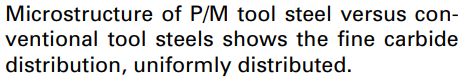 Microstructure of P/M tool steel versus con-
ventional tool steels shows the fine carbide
distribution, uniformly distributed.